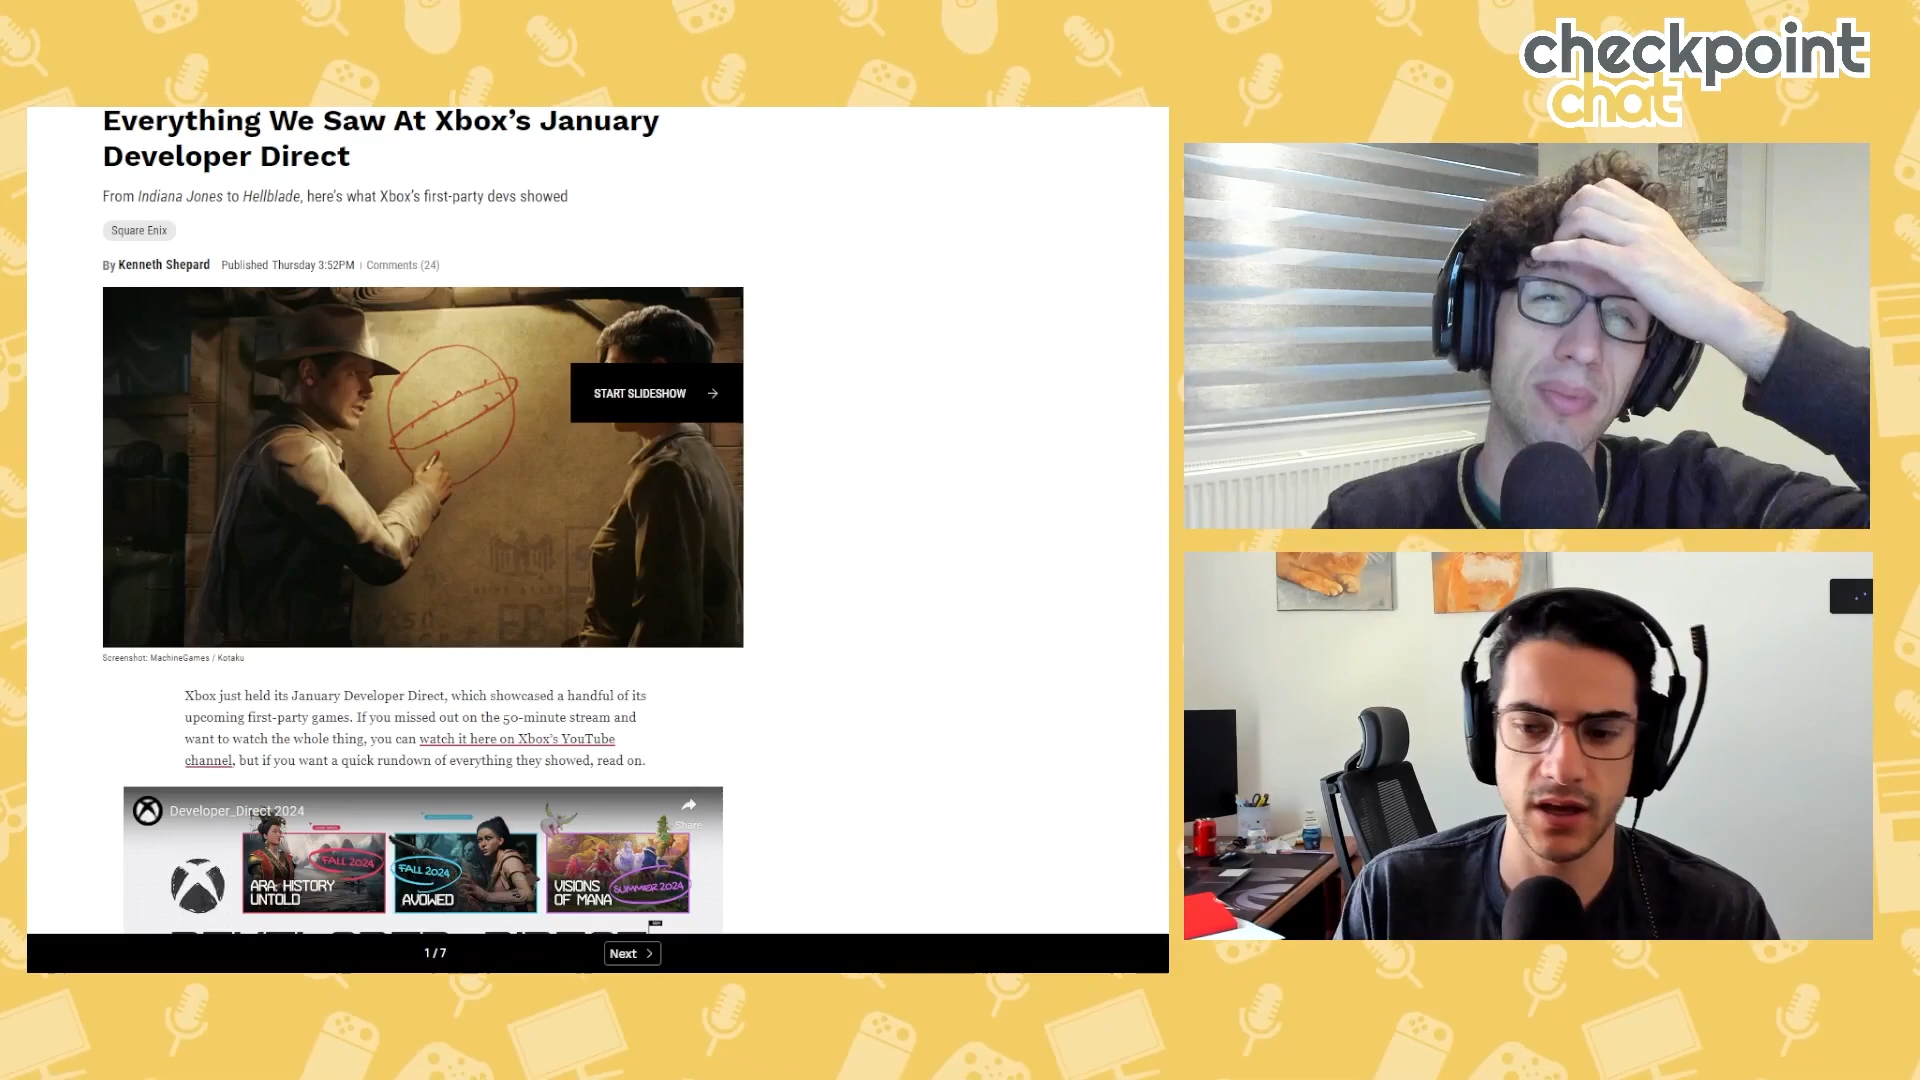 checkpoint
chat
Everything We Saw At Xbox's January
Developer Direct
From Indiana Jones to Hellblade, here's what Xbox's first-party devs showed
Square Enix
By Kenneth Shepard Published Thursday 3:52PM | Comments (24)
START SLIDESHOW →
Screenshot: MachineGames / Kotaku
Xbox just held its January Developer Direct, which showcased a handful of its
upcoming first-party games. If you missed out on the 50-minute stream and
want to watch the whole thing, you can watch it here on Xbox's YouTube
channel, but if you want a quick rundown of everything they showed, read on.
Developer_Direct 2024
Share
FALL 2024
ARA: HISTORY
UNTOLD
FALL 2024
AVOWED
VISIONS
OF MANA
SUMMER 2024
1 / 7
Next >